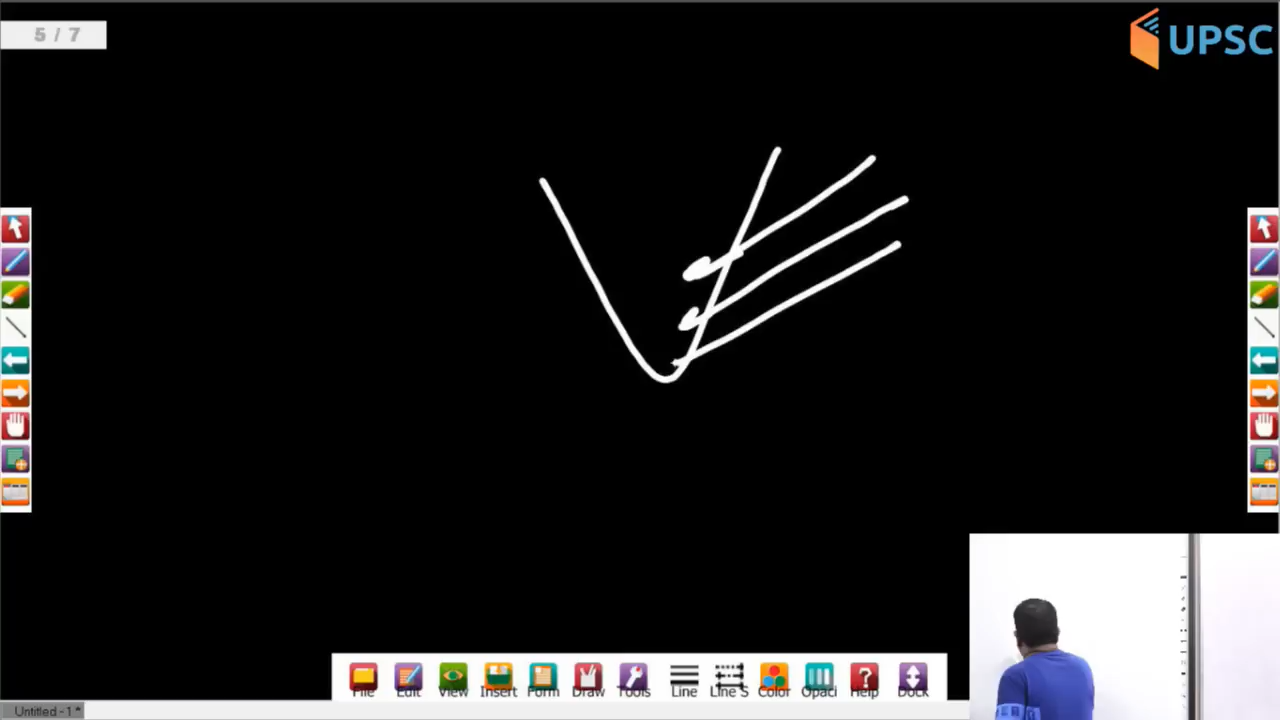 5 / 7
UPSC
File Edit View Insert Form Draw Tools Line Line S Color Opaci Help Dock
Untitled - 1 *